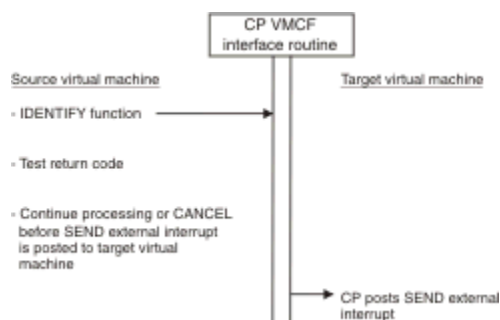 CP VMCF
interface routine
Source virtual machine
Target virtual machine
- IDENTIFY function
- Test return code
- Continue processing or CANCEL
before SEND external interrupt
is posted to target virtual
machine
CP posts SEND external
interrupt